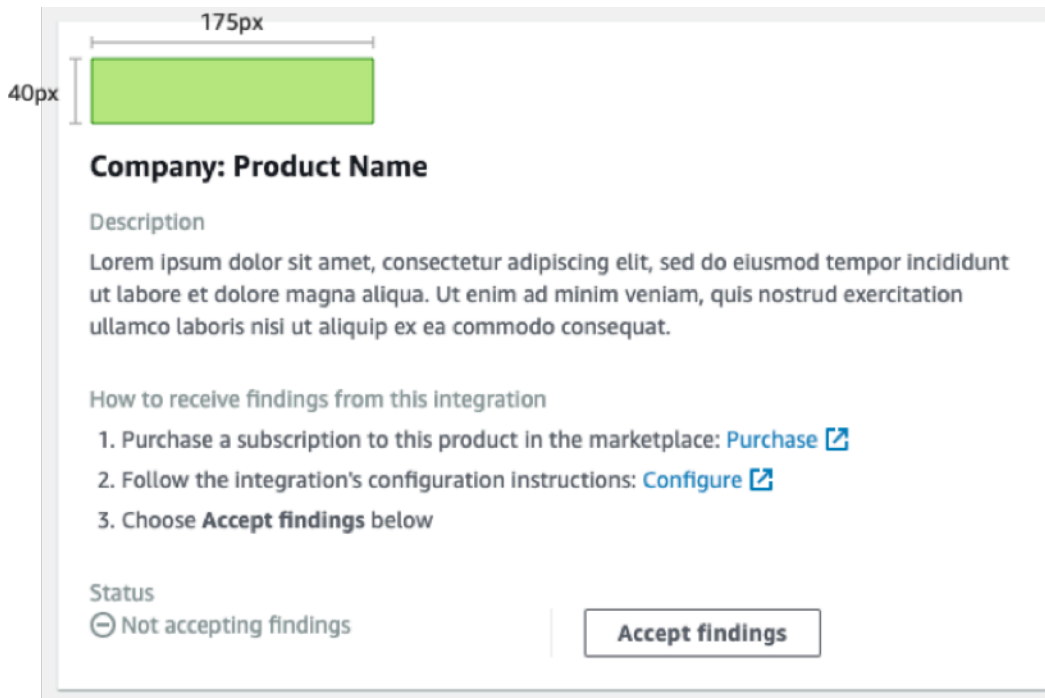 175px
40px
Company: Product Name
Description
Lorem ipsum dolor sit amet, consectetur adipiscing elit, sed do eiusmod tempor incididunt
ut labore et dolore magna aliqua. Ut enim ad minim veniam, quis nostrud exercitation
ullamco laboris nisi ut aliquip ex ea commodo consequat.
How to receive findings from this integration
1. Purchase a subscription to this product in the marketplace: Purchase
2. Follow the integration's configuration instructions: Configure
3. Choose Accept findings below
Status
Not accepting findings
Accept findings